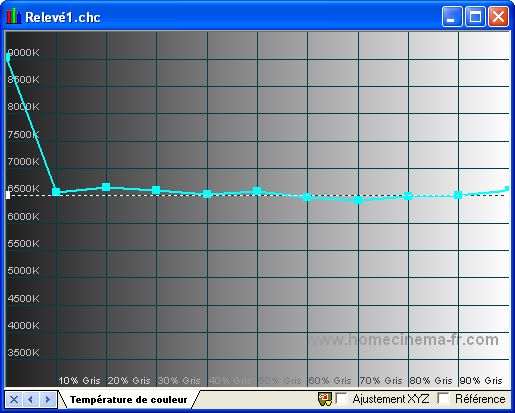 Relevé1.chc
9000K
8500K
8000K
7500K
7000K
6500K
6000K
5500K
5000K
4500K
4000K
3500K
www.homecinema-fr.com
10% Gris 20% Gris 30% Gris 40% Gris 50% Gris 60% Gris 70% Gris 80% Gris 90% Gris
Température de couleur
Ajustement XYZ
Référence